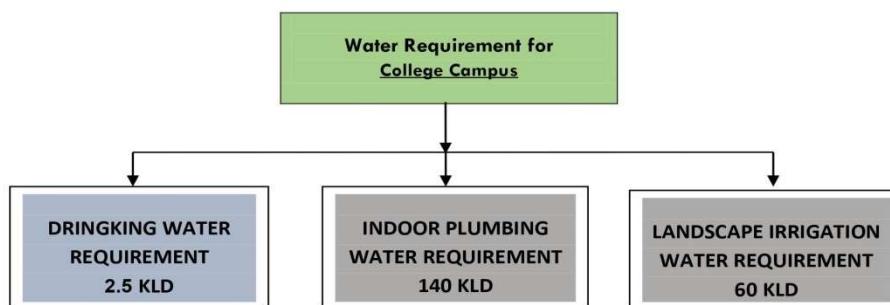 Water Requirement for
College Campus
DRINGKING WATER
REQUIREMENT
2.5 KLD
INDOOR PLUMBING
WATER REQUIREMENT
140 KLD
LANDSCAPE IRRIGATION
WATER REQUIREMENT
60 KLD